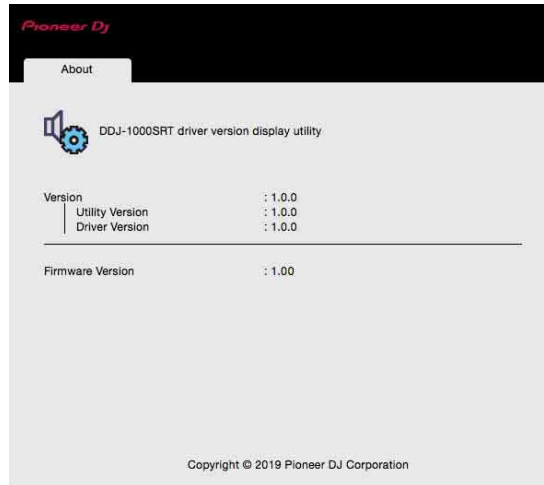 Pioneer Dj
About
DDJ-1000SRT driver version display utility
Version : 1.0.0
Utility Version : 1.0.0
Driver Version : 1.0.0
Firmware Version : 1.00
Copyright © 2019 Pioneer DJ Corporation